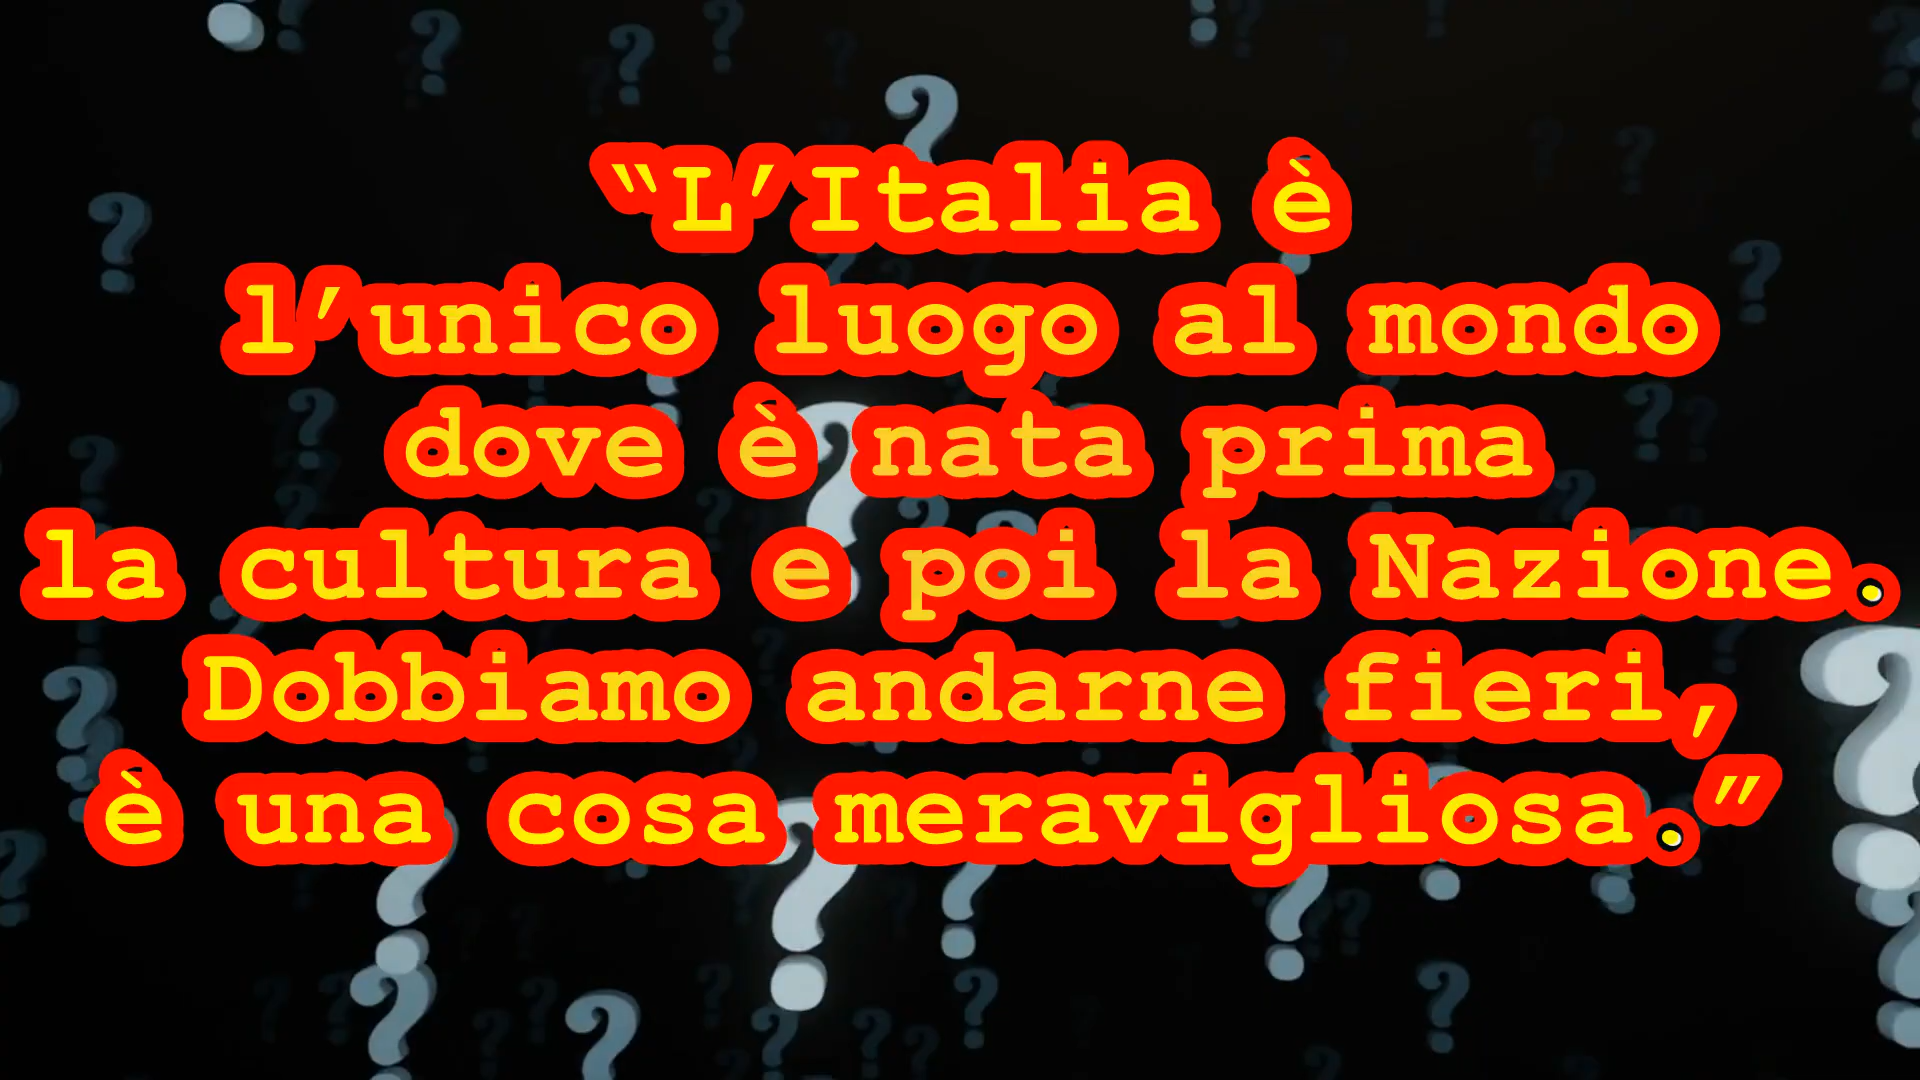 “L’Italia è
l’unico luogo al mondo
dove è nata prima
la cultura e poi la Nazione.
Dobbiamo andarne fieri,
è una cosa meravigliosa.”